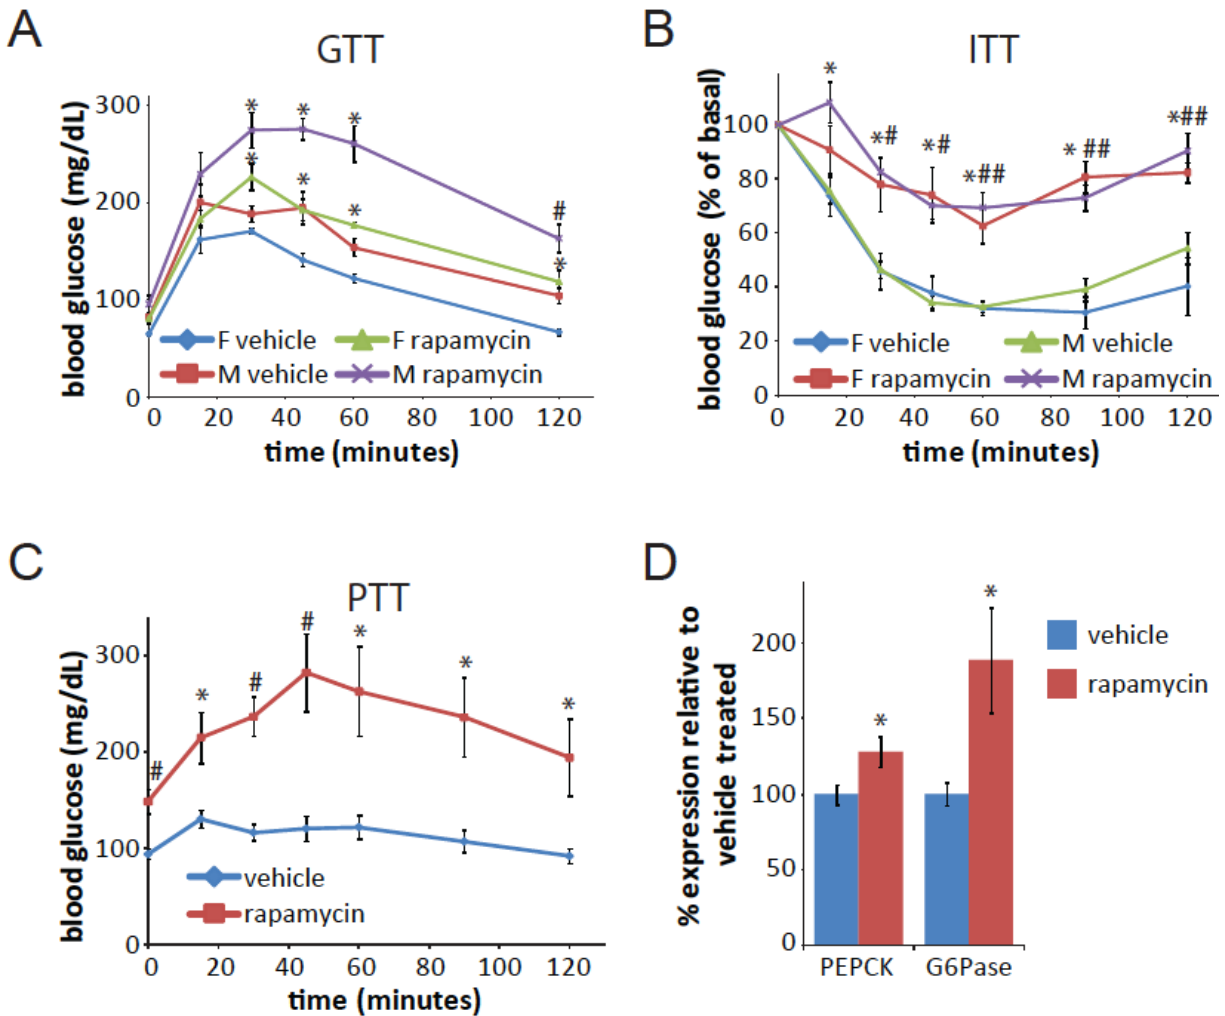 A
GTT
blood glucose (mg/dL)
300
200
100
0
*
*
*
*
*
*
#
*
F vehicle
F rapamycin
M vehicle
M rapamycin
0 20 40 60 80 100 120
time (minutes)
B
ITT
blood glucose (% of basal)
100
80
60
40
20
0
*
*#
*#
*##
* ##
*##
F vehicle
M vehicle
F rapamycin
M rapamycin
0 20 40 60 80 100 120
time (minutes)
C
PTT
blood glucose (mg/dL)
300
200
100
0
#
*
#
#
*
*
*
vehicle
rapamycin
0 20 40 60 80 100 120
time (minutes)
D
% expression relative to
vehicle treated
200
150
100
50
0
*
*
PEPCK G6Pase
vehicle
rapamycin